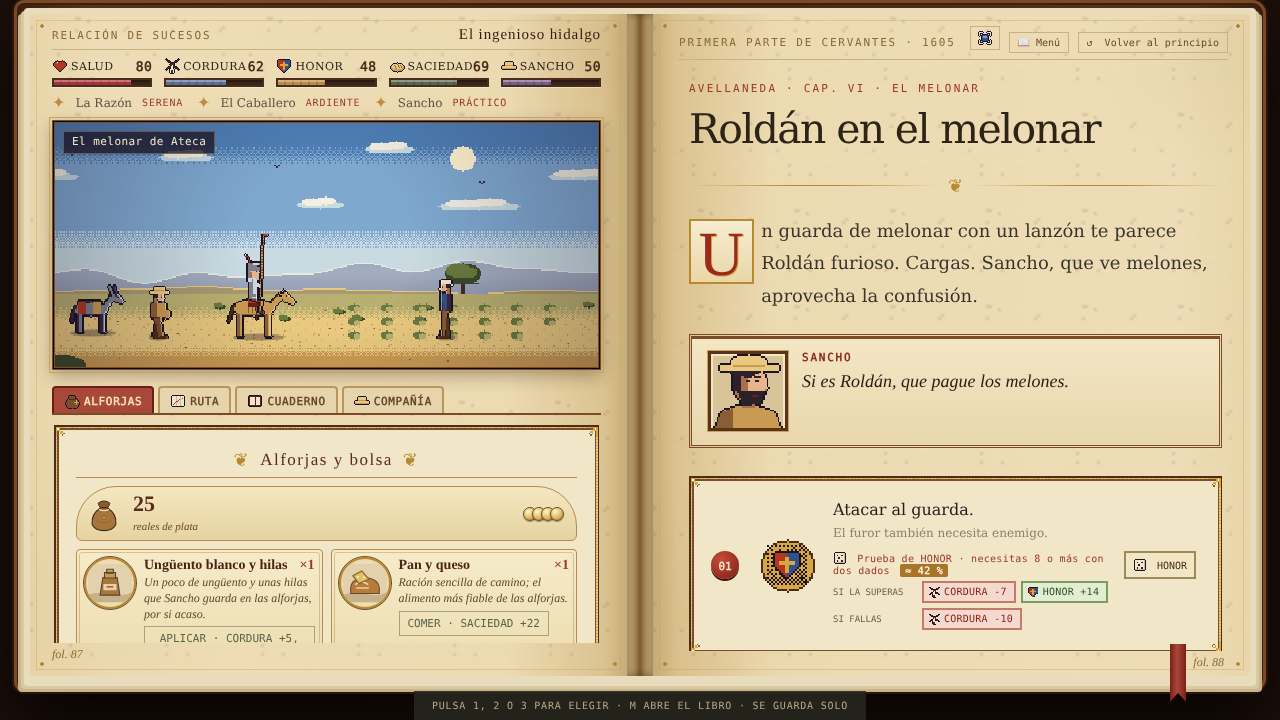 RELACIÓN DE SUCESOS
El ingenioso hidalgo
SALUD 80
CORDURA 62
HONOR 48
SACIEDAD 69
SANCHO 50
La Razón SERENA
El Caballero ARDIENTE
Sancho PRÁCTICO
El melonar de Ateca
ALFORJAS
RUTA
CUADERNO
COMPAÑÍA
Alforjas y bolsa
25
reales de plata
Ungüento blanco y hilas ×1
Un poco de ungüento y unas hilas
que Sancho guarda en las alforjas,
por si acaso.
APLICAR · CORDURA +5,
Pan y queso ×1
Ración sencilla de camino; el
alimento más fiable de las alforjas.
COMER · SACIEDAD +22
fol. 87
PRIMERA PARTE DE CERVANTES · 1605
Menú
↺ Volver al principio
AVELLANEDA · CAP. VI · EL MELONAR
Roldán en el melonar
Un guarda de melonar con un lanzón te parece
Roldán furioso. Cargas. Sancho, que ve melones,
aprovecha la confusión.
SANCHO
Si es Roldán, que pague los melones.
01
Atacar al guarda.
El furor también necesita enemigo.
Prueba de HONOR · necesitas 8 o más con
dos dados ≈ 42 %
HONOR
SI LA SUPERAS CORDURA -7 HONOR +14
SI FALLAS CORDURA -10
fol. 88
PULSA 1, 2 O 3 PARA ELEGIR · M ABRE EL LIBRO · SE GUARDA SOLO